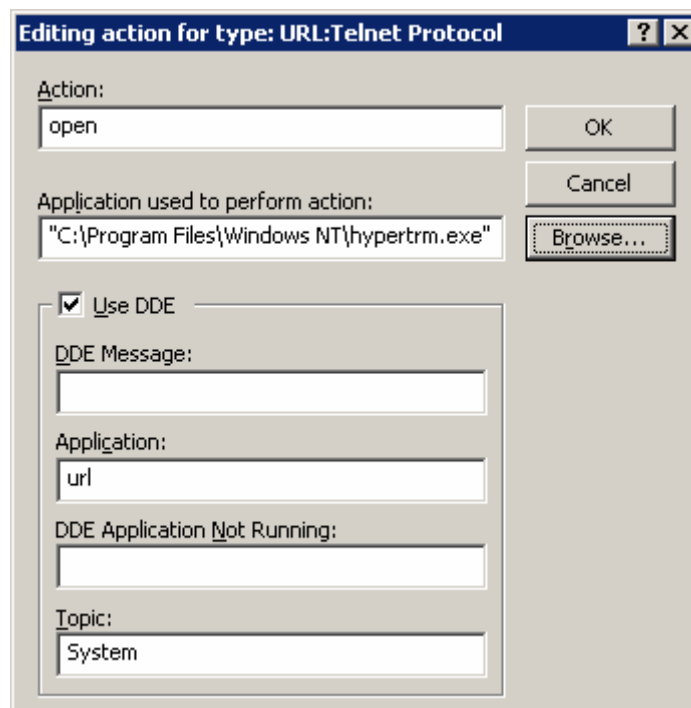 Editing action for type: URL:Telnet Protocol
Action:
open
OK
Cancel
Application used to perform action:
"C:\Program Files\Windows NT\hypertrm.exe"
Browse...
Use DDE
DDE Message:
Application:
url
DDE Application Not Running:
Topic:
System